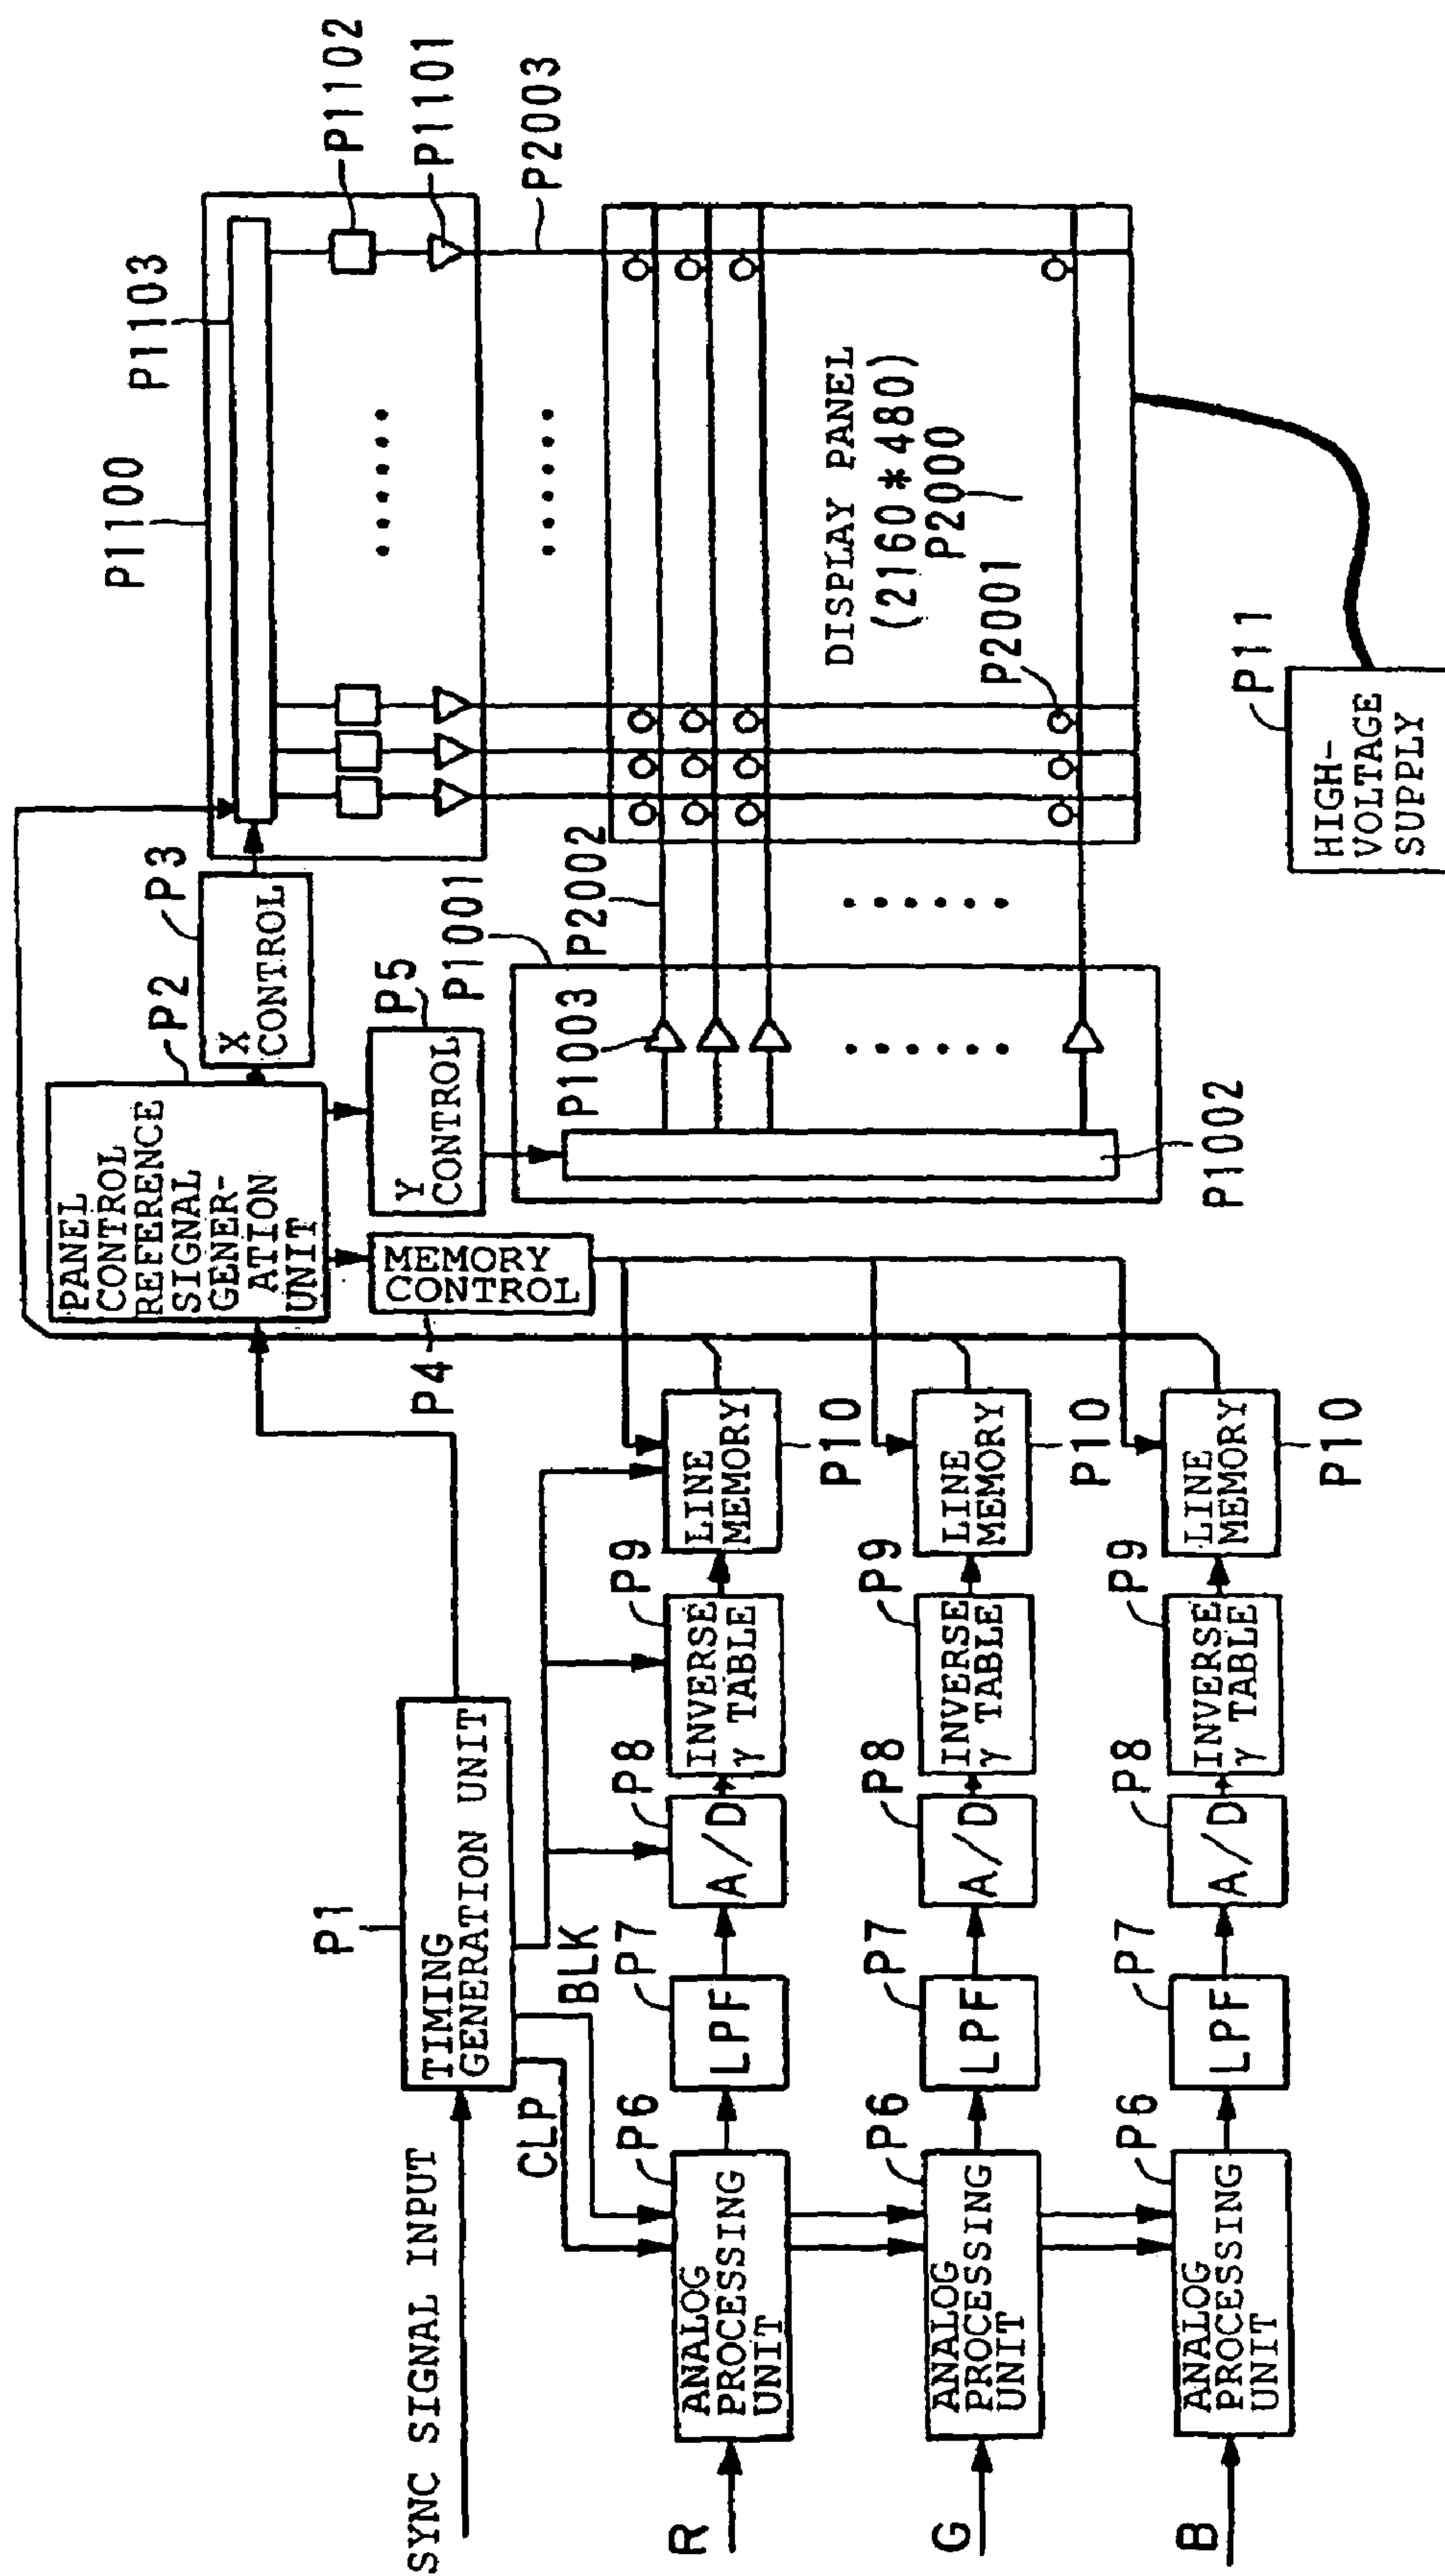 SYNC SIGNAL INPUT
P1
TIMING
GENERATION UNIT
CLP
BLK
PANEL
CONTROL
REFERENCE
SIGNAL
GENER-
ATION
UNIT
P2
X
CONTROL
P3
MEMORY
CONTROL
P4
Y
CONTROL
P5
P1100
P1103
P1102
P1101
P2003
P1001
P2002
P1003
P1002
DISPLAY PANEL
(2160*480)
P2000
P2001
HIGH-
VOLTAGE
SUPPLY
P11
R
ANALOG
PROCESSING
UNIT
P6
LPF
P7
A/D
P8
INVERSE
γ TABLE
P9
LINE
MEMORY
P10
G
ANALOG
PROCESSING
UNIT
P6
LPF
P7
A/D
P8
INVERSE
γ TABLE
P9
LINE
MEMORY
P10
B
ANALOG
PROCESSING
UNIT
P6
LPF
P7
A/D
P8
INVERSE
γ TABLE
P9
LINE
MEMORY
P10